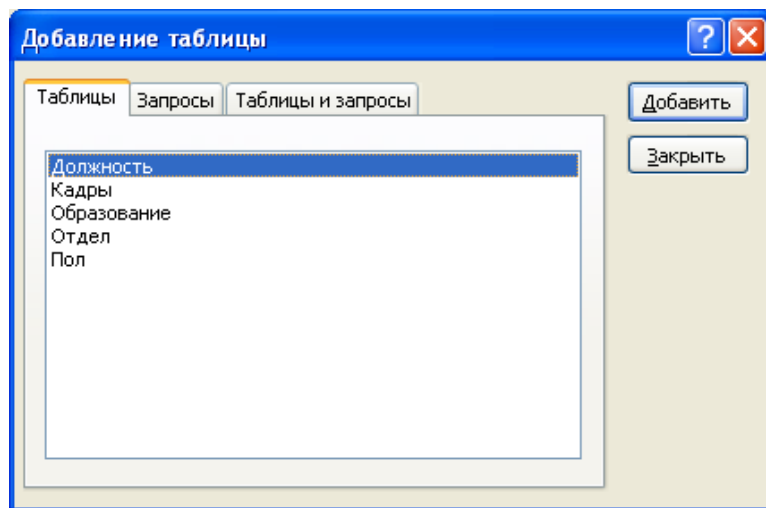 Добавление таблицы
Таблицы Запросы Таблицы и запросы
Добавить
Закрыть
Должность
Кадры
Образование
Отдел
Пол